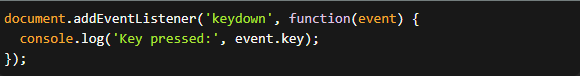 document.addEventListener('keydown', function(event) {
  console.log('Key pressed:', event.key);
});